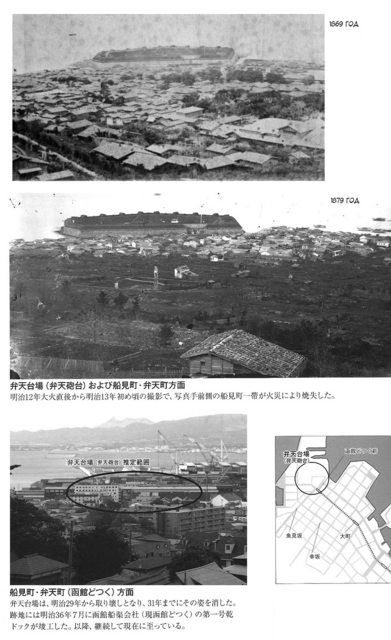 1869 ГОД
1879 ГОД
弁天台場（弁天砲台）および船見町・弁天町方面
明治12年大火直後から明治13年初め頃の撮影で、写真手前側の船見町一帯が火災により焼失した。
弁天台場（弁天砲台）推定範囲
弁天台場
（弁天砲台）
函館どつく前
魚見坂
大町
幸坂
船見町・弁天町（函館どつく）方面
弁天台場は、明治29年から取り壊しとなり、31年までにその姿を消した。
跡地には明治36年7月に函館船渠会社（現函館どつく）の第一号乾
ドックが竣工した。以降、継続して現在に至っている。